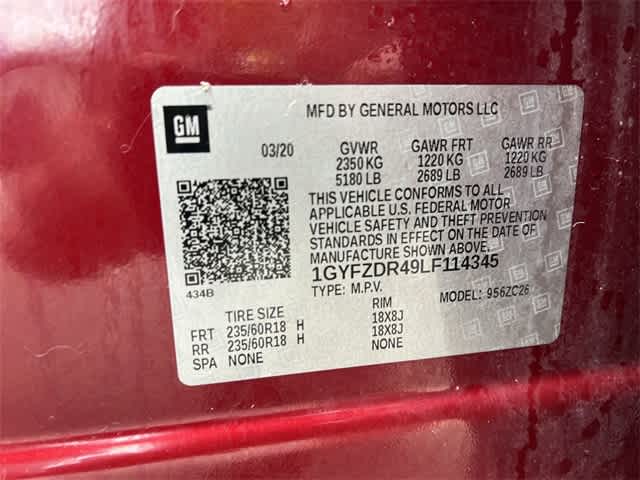 GM
MFD BY GENERAL MOTORS LLC
03/20 GVWR GAWR FRT GAWR RR
2350 KG 1220 KG 1220 KG
5180 LB 2689 LB 2689 LB
THIS VEHICLE CONFORMS TO ALL
APPLICABLE U.S. FEDERAL MOTOR
VEHICLE SAFETY AND THEFT PREVENTION
STANDARDS IN EFFECT ON THE DATE OF
MANUFACTURE SHOWN ABOVE.
1GYFZDR49LF114345
434B
TYPE: M.P.V. MODEL: 956ZC26
TIRE SIZE RIM
FRT 235/60R18 H 18X8J
RR 235/60R18 H 18X8J
SPA NONE NONE